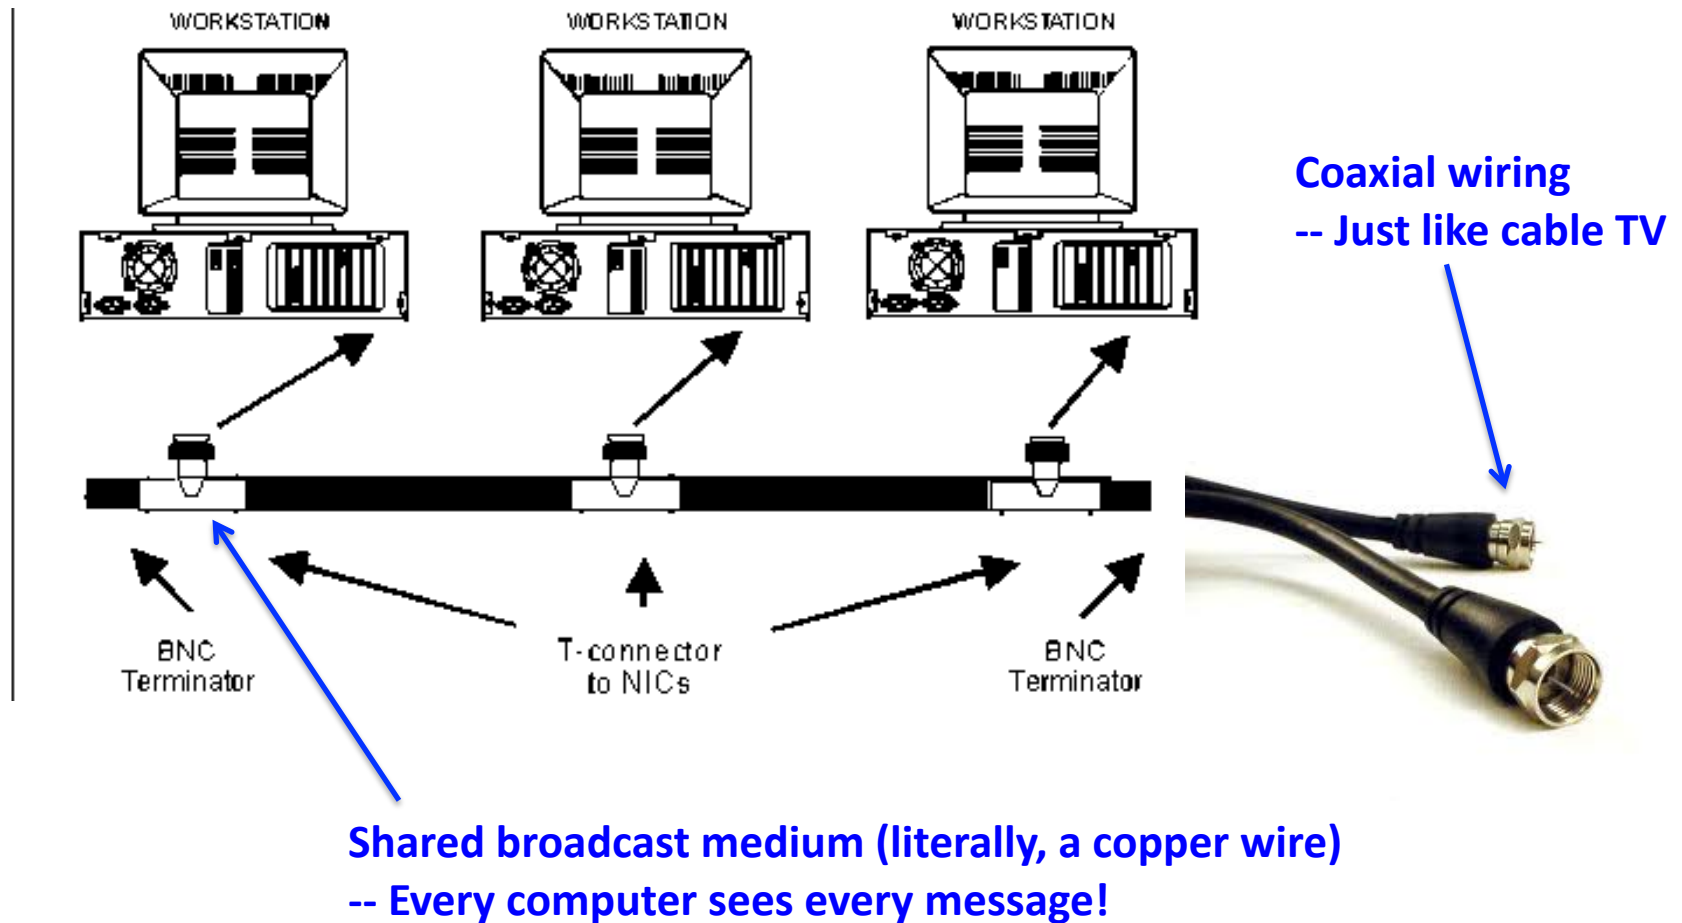 WORKSTATION
WORKSTATION
WORKSTATION
Coaxial wiring
-- Just like cable TV
BNC
Terminator
T-connector
to NICs
BNC
Terminator
Shared broadcast medium (literally, a copper wire)
-- Every computer sees every message!